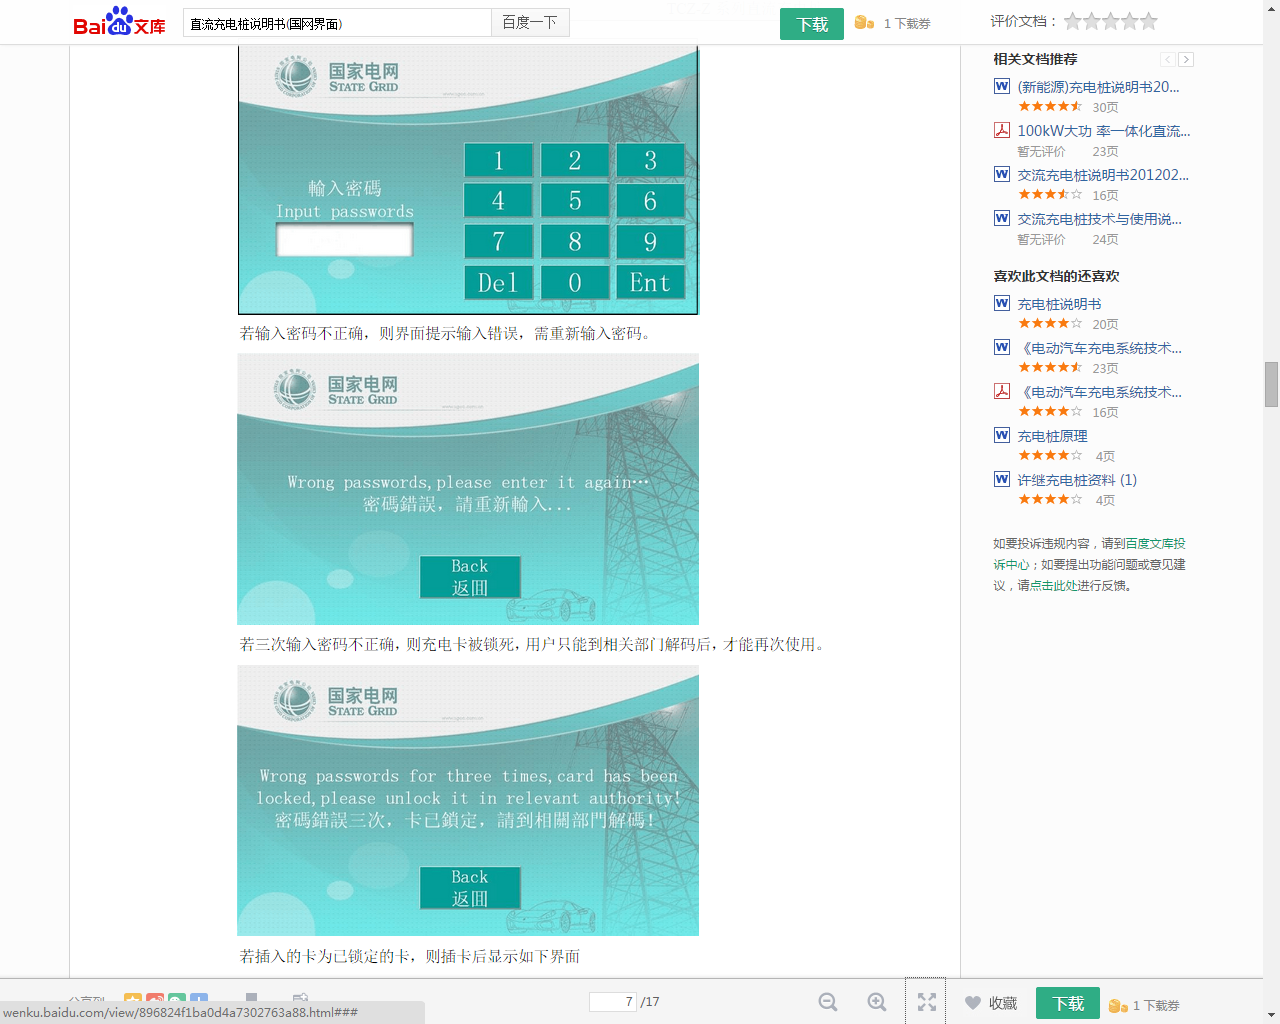 Baidu文库
直流充电桩说明书(国网界面)
百度一下
下载
1 下载券
评价文档：
国家电网
STATE GRID
輸入密碼
Input passwords
1 2 3
4 5 6
7 8 9
Del 0 Ent
若输入密码不正确，则界面提示输入错误，需重新输入密码。
国家电网
STATE GRID
Wrong passwords,please enter it again…
密碼錯誤，請重新輸入...
Back
返囬
若三次输入密码不正确，则充电卡被锁死，用户只能到相关部门解码后，才能再次使用。
国家电网
STATE GRID
Wrong passwords for three times,card has been
locked,please unlock it in relevant authority!
密碼錯誤三次，卡已鎖定，請到相關部門解碼！
Back
返囬
若插入的卡为已锁定的卡，则插卡后显示如下界面
相关文档推荐
(新能源)充电桩说明书20...
30页
100kW大功 率一体化直流...
暂无评价 23页
交流充电桩说明书201202...
16页
交流充电桩技术与使用说...
暂无评价 24页
喜欢此文档的还喜欢
充电桩说明书
20页
《电动汽车充电系统技术...
23页
《电动汽车充电系统技术...
16页
充电桩原理
4页
许继充电桩资料 (1)
4页
如要投诉违规内容，请到百度文库投
诉中心；如要提出功能问题或意见建
议，请点击此处进行反馈。
7 /17
收藏
下载
1 下载券
wenku.baidu.com/view/896824f1ba0d4a7302763a88.html###